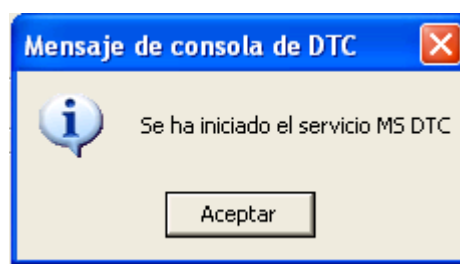 Mensaje de consola de DTC
Se ha iniciado el servicio MS DTC
Aceptar